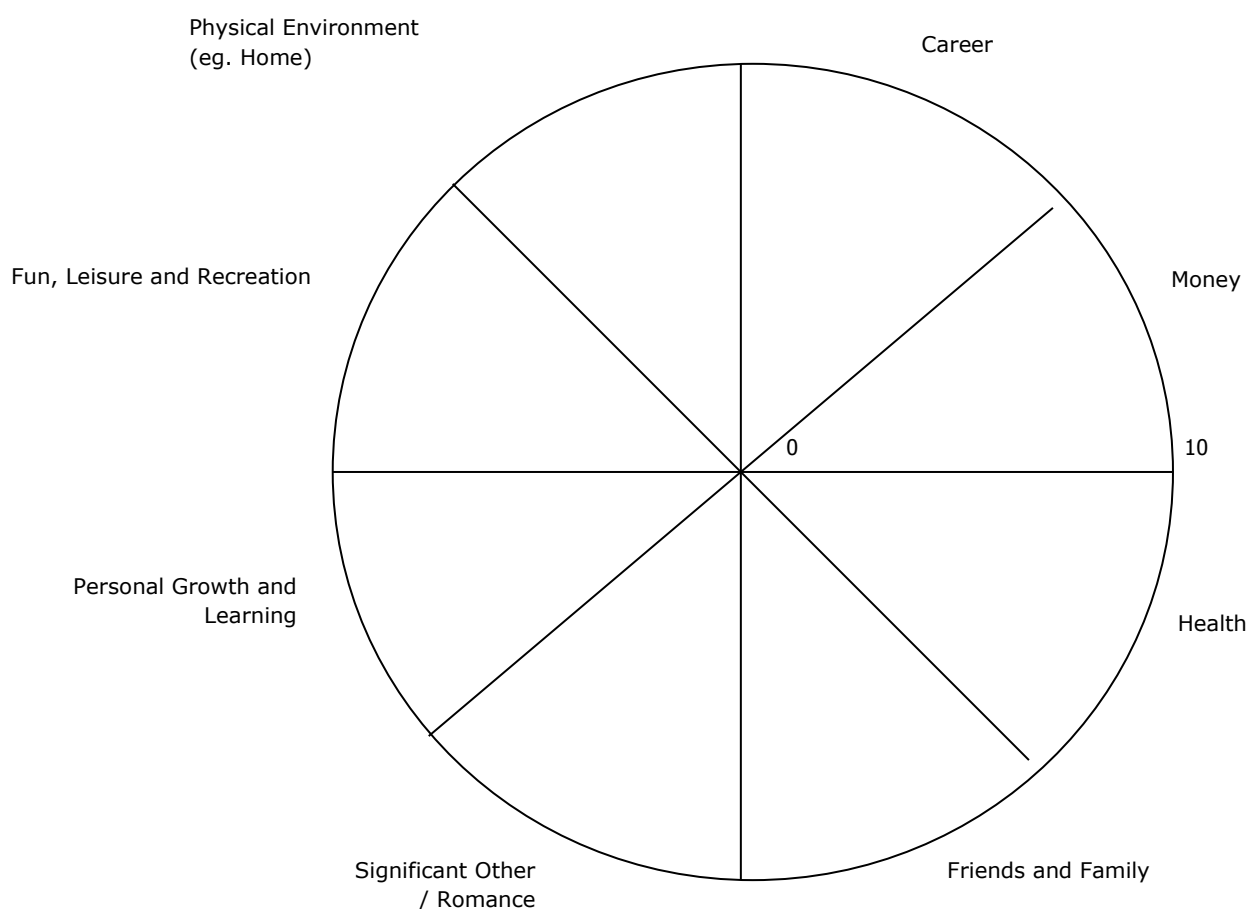 Physical Environment
(eg. Home)
Career
Fun, Leisure and Recreation
Money
0
10
Personal Growth and
Learning
Health
Significant Other
/ Romance
Friends and Family